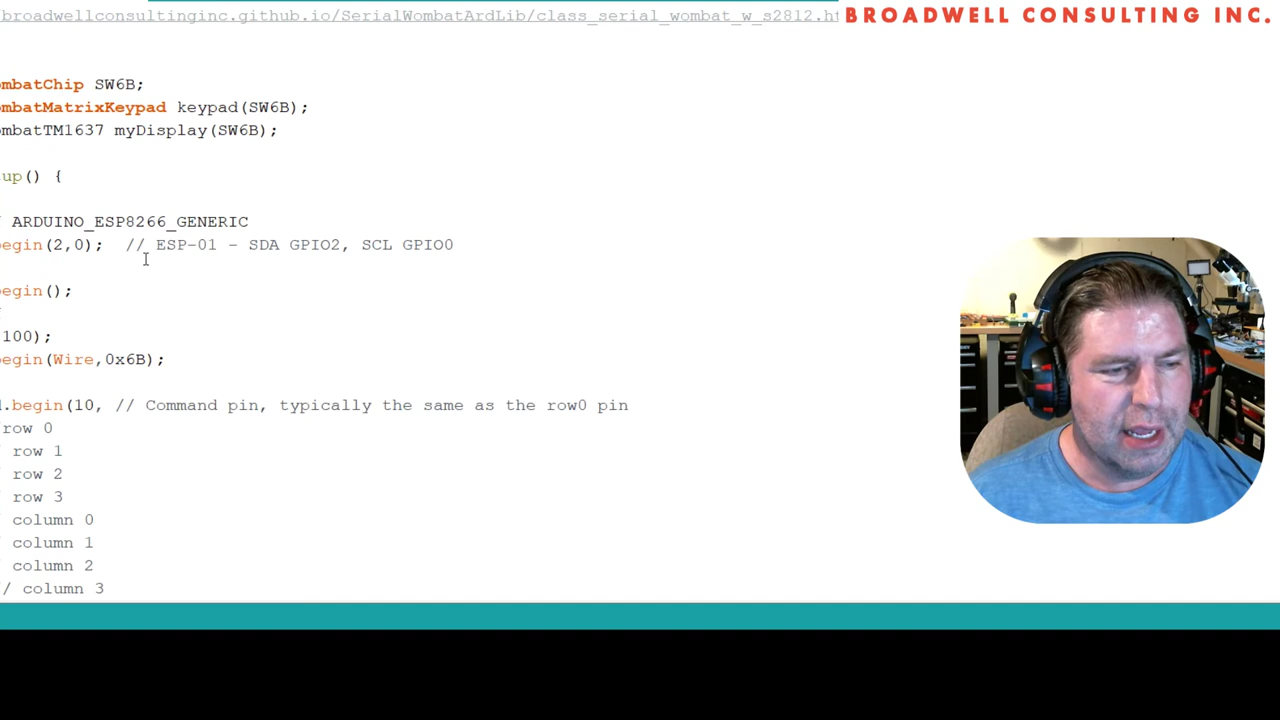 broadwellconsultinginc.github.io/SerialWombatArdLib/class_serial_wombat_w_s2812.ht
BROADWELL CONSULTING INC.
ombatChip SW6B;
ombatMatrixKeypad keypad(SW6B);
ombatTM1637 myDisplay(SW6B);
up() {
ARDUINO_ESP8266_GENERIC
egin(2,0); // ESP-01 - SDA GPIO2, SCL GPIO0
egin();
100);
egin(Wire,0x6B);
.begin(10, // Command pin, typically the same as the row0 pin
row 0
row 1
row 2
row 3
column 0
column 1
column 2
// column 3